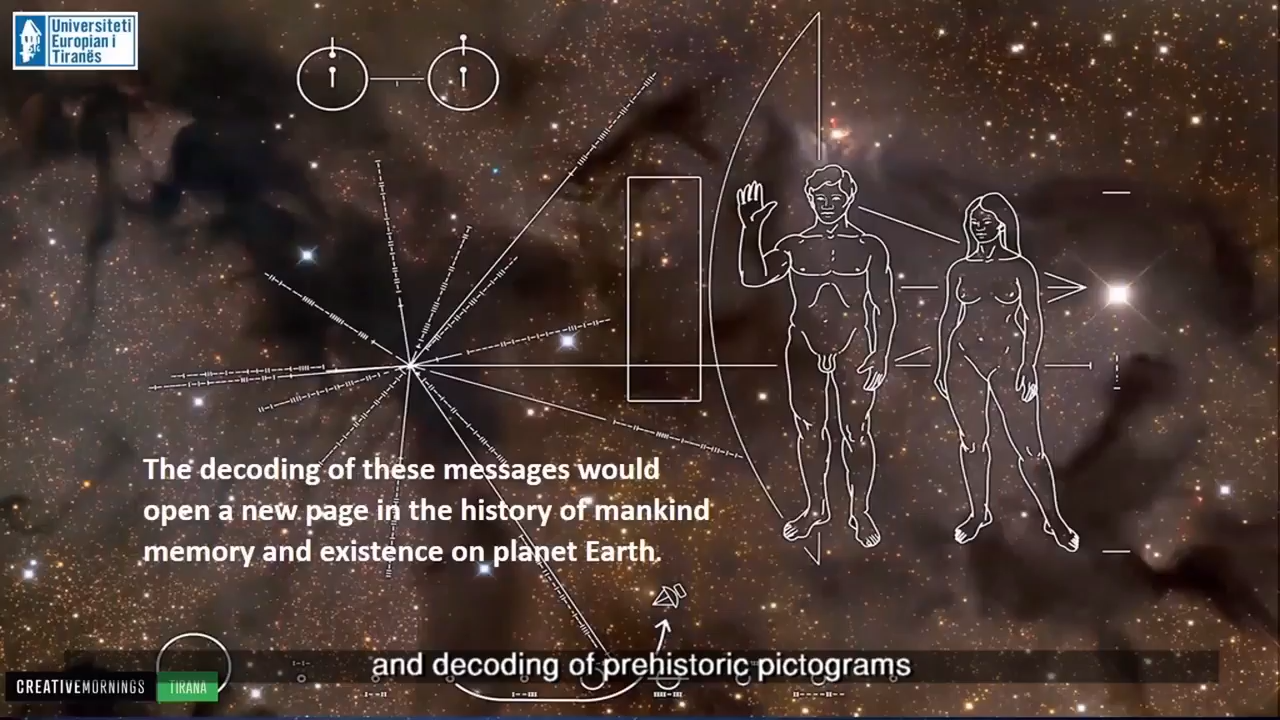 Universiteti
Europian i
Tiranës
The decoding of these messages would
open a new page in the history of mankind
memory and existence on planet Earth.
and decoding of prehistoric pictograms
CREATIVEMORNINGS TIRANA